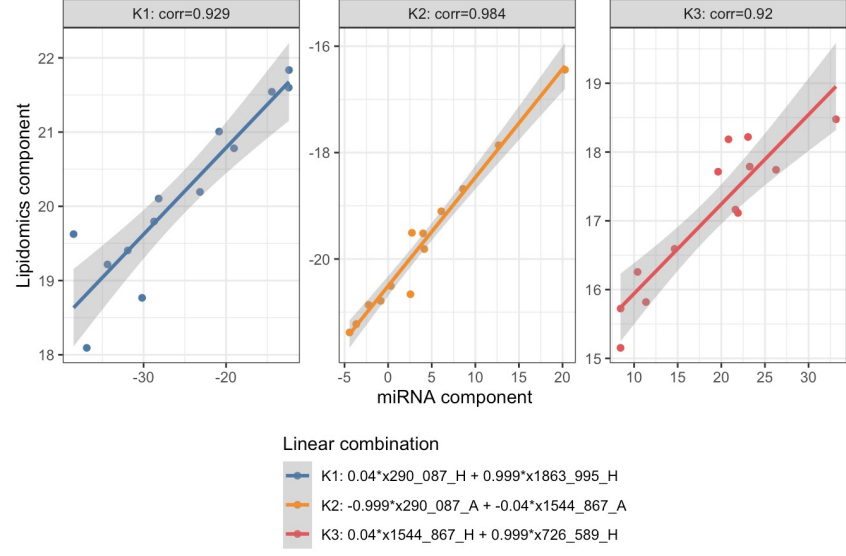 K1: corr=0.929
K2: corr=0.984
K3: corr=0.92
Lipidomics component
22
21
20
19
18
-16
-18
-20
19
18
17
16
15
-30
-20
-5
0
5
10
15
20
10
15
20
25
30
miRNA component
Linear combination
K1: 0.04*x290_087_H + 0.999*x1863_995_H
K2: -0.999*x290_087_A + -0.04*x1544_867_A
K3: 0.04*x1544_867_H + 0.999*x726_589_H